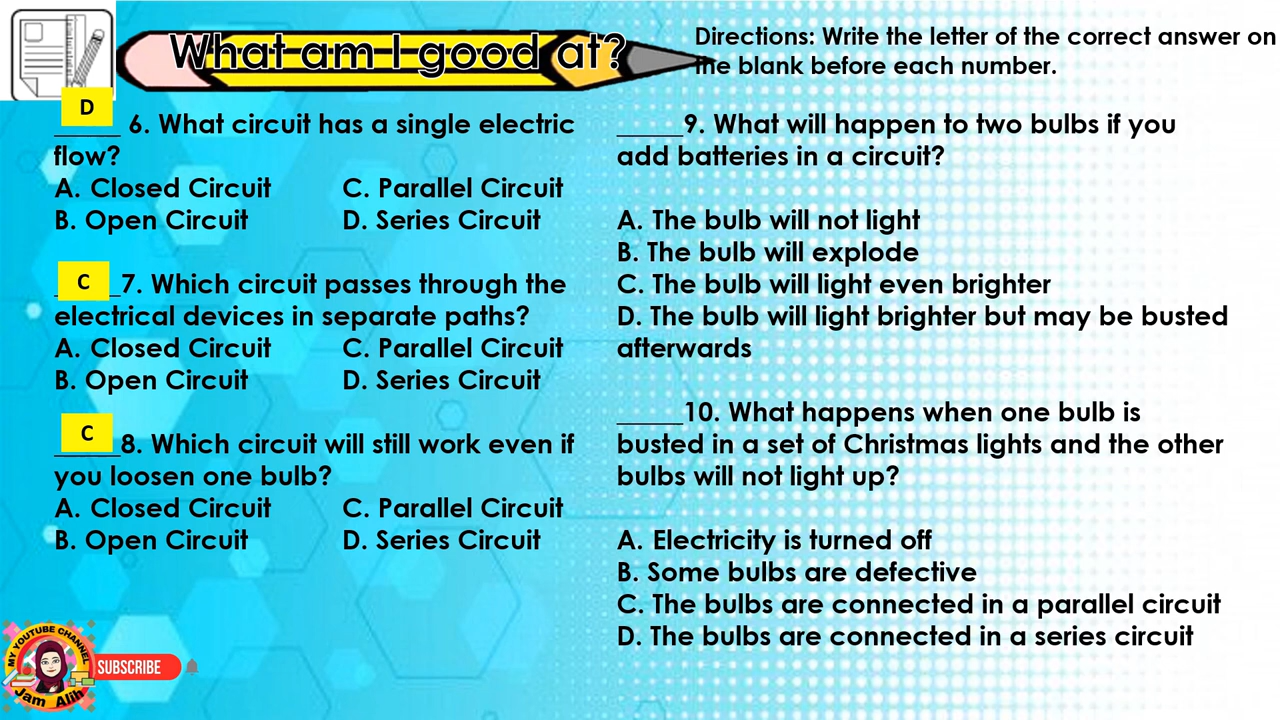 What am I good at?
Directions: Write the letter of the correct answer on
the blank before each number.
D
_____ 6. What circuit has a single electric
flow?
A. Closed Circuit C. Parallel Circuit
B. Open Circuit D. Series Circuit
C
_____7. Which circuit passes through the
electrical devices in separate paths?
A. Closed Circuit C. Parallel Circuit
B. Open Circuit D. Series Circuit
C
_____8. Which circuit will still work even if
you loosen one bulb?
A. Closed Circuit C. Parallel Circuit
B. Open Circuit D. Series Circuit
_____9. What will happen to two bulbs if you
add batteries in a circuit?
A. The bulb will not light
B. The bulb will explode
C. The bulb will light even brighter
D. The bulb will light brighter but may be busted
afterwards
_____10. What happens when one bulb is
busted in a set of Christmas lights and the other
bulbs will not light up?
A. Electricity is turned off
B. Some bulbs are defective
C. The bulbs are connected in a parallel circuit
D. The bulbs are connected in a series circuit
MY YOUTUBE CHANNEL
Jam Alih
SUBSCRIBE